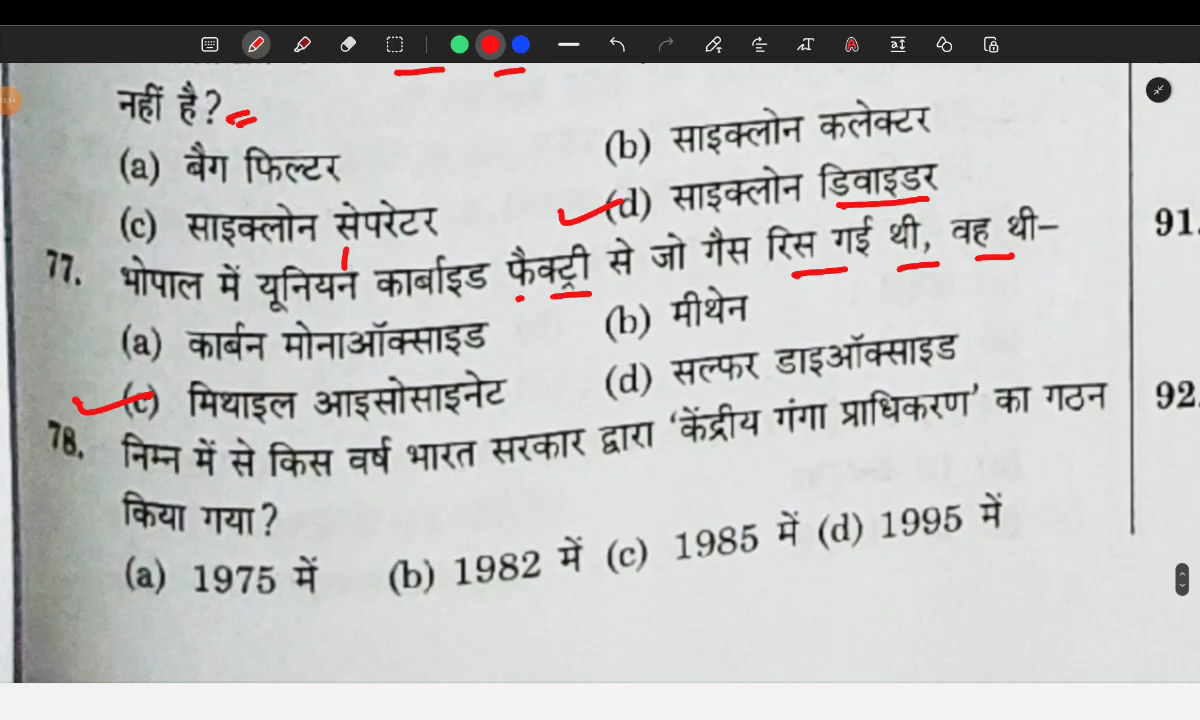 नहीं है?
(a) बैग फिल्टर (b) साइक्लोन कलेक्टर
(c) साइक्लोन सेपरेटर (d) साइक्लोन डिवाइडर
77. भोपाल में यूनियन कार्बाइड फैक्ट्री से जो गैस रिस गई थी, वह थी–
(a) कार्बन मोनाऑक्साइड (b) मीथेन
(c) मिथाइल आइसोसाइनेट (d) सल्फर डाइऑक्साइड
78. निम्न में से किस वर्ष भारत सरकार द्वारा ‘केंद्रीय गंगा प्राधिकरण’ का गठन
किया गया?
(a) 1975 में (b) 1982 में (c) 1985 में (d) 1995 में
91.
92.